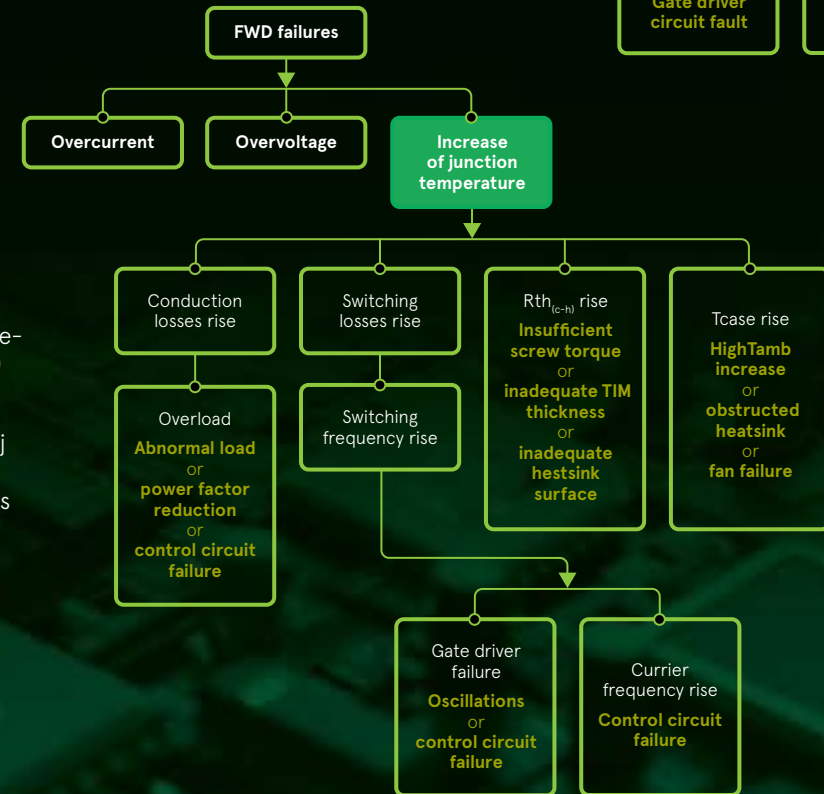 Gate driver
circuit fault
FWD failures
Overcurrent
Overvoltage
Increase
of junction
temperature
e-
j
s
Conduction
losses rise
Switching
losses rise
Rth(c-h) rise
Insufficient
screw torque
or
inadequate TIM
thickness
or
inadequate
hestsink
surface
Tcase rise
HighTamb
increase
or
obstructed
heatsink
or
fan failure
Overload
Abnormal load
or
power factor
reduction
or
control circuit
failure
Switching
frequency rise
Gate driver
failure
Oscillations
or
control circuit
failure
Currier
frequency rise
Control circuit
failure